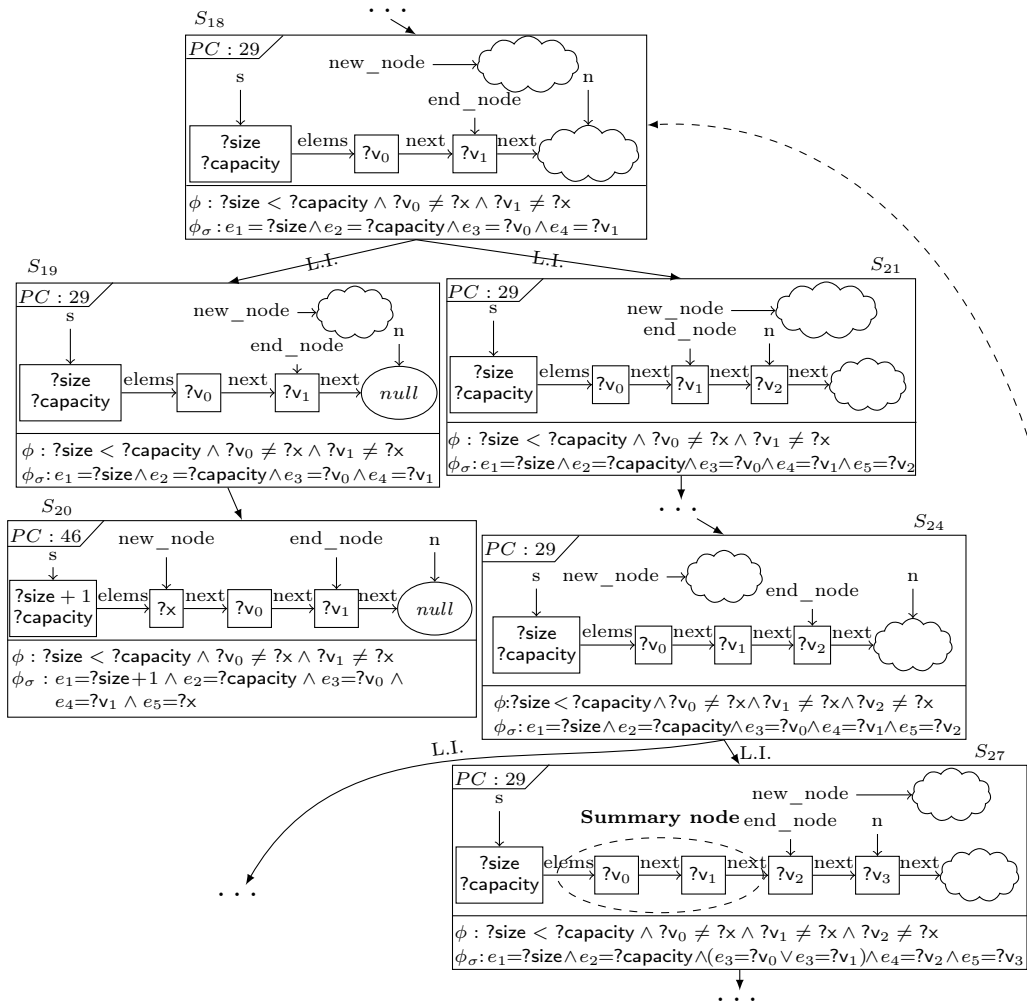 · · ·
S18
PC : 29
new_node
s
n
end_node
?size
?capacity
elems
?v0
next
?v1
next
ϕ : ?size < ?capacity ∧ ?v0 ≠ ?x ∧ ?v1 ≠ ?x
ϕσ : e1 = ?size ∧ e2 = ?capacity ∧ e3 = ?v0 ∧ e4 = ?v1
L.I.
L.I.
S19
PC : 29
s
new_node
n
end_node
?size
?capacity
elems
?v0
next
?v1
next
null
ϕ : ?size < ?capacity ∧ ?v0 ≠ ?x ∧ ?v1 ≠ ?x
ϕσ : e1 = ?size ∧ e2 = ?capacity ∧ e3 = ?v0 ∧ e4 = ?v1
S21
PC : 29
s
new_node
end_node
n
?size
?capacity
elems
?v0
next
?v1
next
?v2
next
ϕ : ?size < ?capacity ∧ ?v0 ≠ ?x ∧ ?v1 ≠ ?x
ϕσ : e1=?size ∧ e2=?capacity ∧ e3=?v0 ∧ e4=?v1 ∧ e5=?v2
· · ·
S20
PC : 46
s
new_node
end_node
n
?size + 1
?capacity
elems
?x
next
?v0
next
?v1
next
null
ϕ : ?size < ?capacity ∧ ?v0 ≠ ?x ∧ ?v1 ≠ ?x
ϕσ : e1=?size+1 ∧ e2=?capacity ∧ e3=?v0 ∧
e4=?v1 ∧ e5=?x
S24
PC : 29
s
new_node
n
end_node
?size
?capacity
elems
?v0
next
?v1
next
?v2
next
ϕ:?size < ?capacity ∧ ?v0 ≠ ?x ∧ ?v1 ≠ ?x ∧ ?v2 ≠ ?x
ϕσ : e1=?size ∧ e2=?capacity ∧ e3=?v0 ∧ e4=?v1 ∧ e5=?v2
L.I.
L.I.
· · ·
S27
PC : 29
s
new_node
Summary node
end_node
n
?size
?capacity
elems
?v0
next
?v1
next
?v2
next
?v3
next
ϕ : ?size < ?capacity ∧ ?v0 ≠ ?x ∧ ?v1 ≠ ?x ∧ ?v2 ≠ ?x
ϕσ : e1=?size ∧ e2=?capacity ∧ (e3=?v0 ∨ e3=?v1) ∧ e4=?v2 ∧ e5=?v3
· · ·